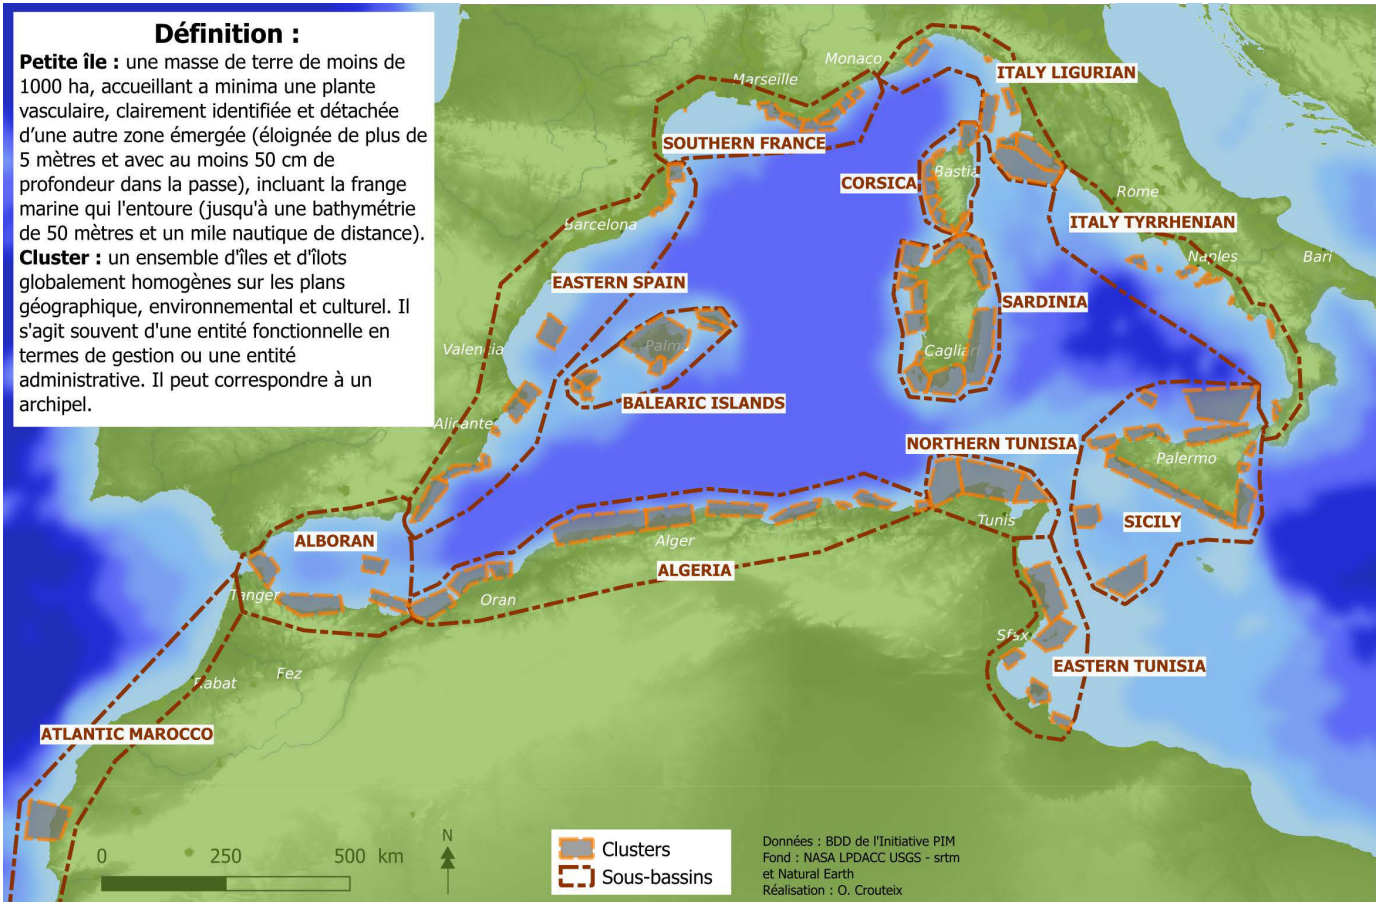 Définition :
Petite île : une masse de terre de moins de
1000 ha, accueillant a minima une plante
vasculaire, clairement identifiée et détachée
d'une autre zone émergée (éloignée de plus de
5 mètres et avec au moins 50 cm de
profondeur dans la passe), incluant la frange
marine qui l'entoure (jusqu'à une bathymétrie
de 50 mètres et un mile nautique de distance).
Cluster : un ensemble d'îles et d'îlots
globalement homogènes sur les plans
géographique, environnemental et culturel. Il
s'agit souvent d'une entité fonctionnelle en
termes de gestion ou une entité
administrative. Il peut correspondre à un
archipel.
Monaco
ITALY LIGURIAN
Marseille
SOUTHERN FRANCE
Bastia
CORSICA
Rome
ITALY TYRRHENIAN
Barcelona
Naples
Bari
EASTERN SPAIN
SARDINIA
Valencia
Palma
Cagliari
BALEARIC ISLANDS
Alicante
NORTHERN TUNISIA
Palermo
Tunis
SICILY
ALBORAN
Alger
ALGERIA
Tanger
Oran
Sfax
EASTERN TUNISIA
Fez
Rabat
ATLANTIC MAROCCO
N
0 250 500 km
Clusters
Sous-bassins
Données : BDD de l'Initiative PIM
Fond : NASA LPDACC USGS - srtm
et Natural Earth
Réalisation : O. Crouteix